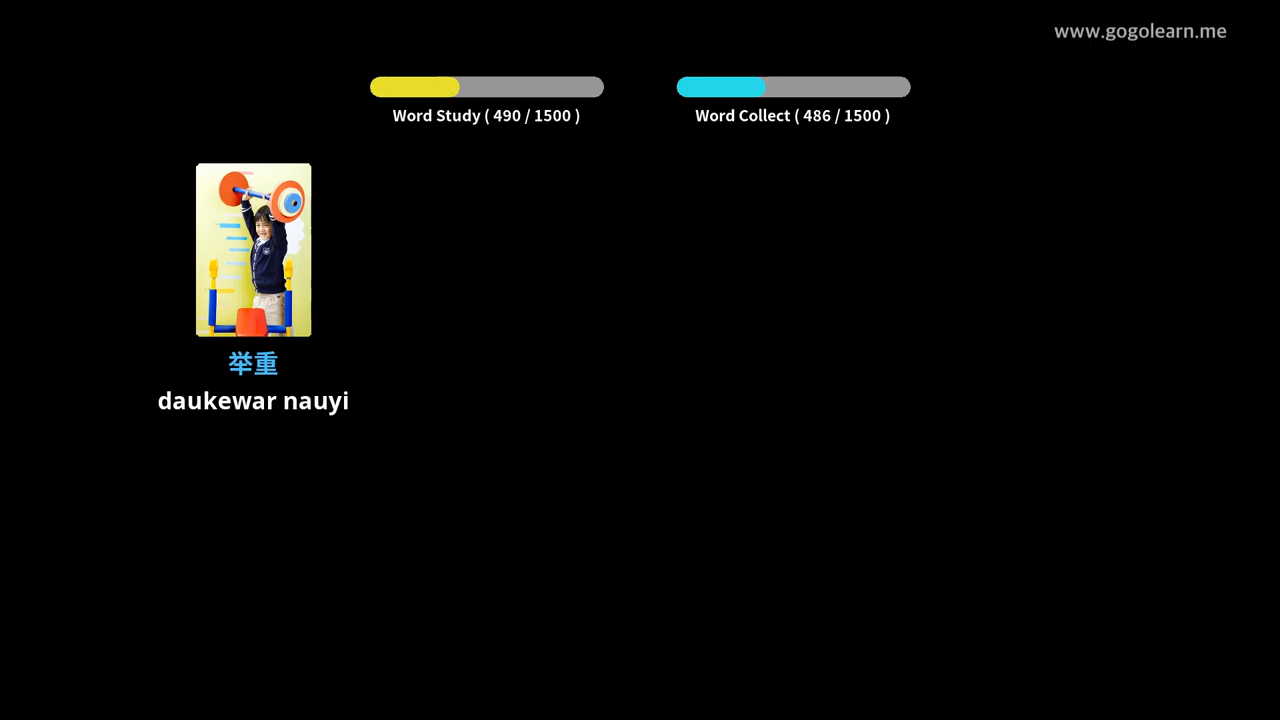 www.gogolearn.me
Word Study ( 490 / 1500 )
Word Collect ( 486 / 1500 )
举重
daukewar nauyi